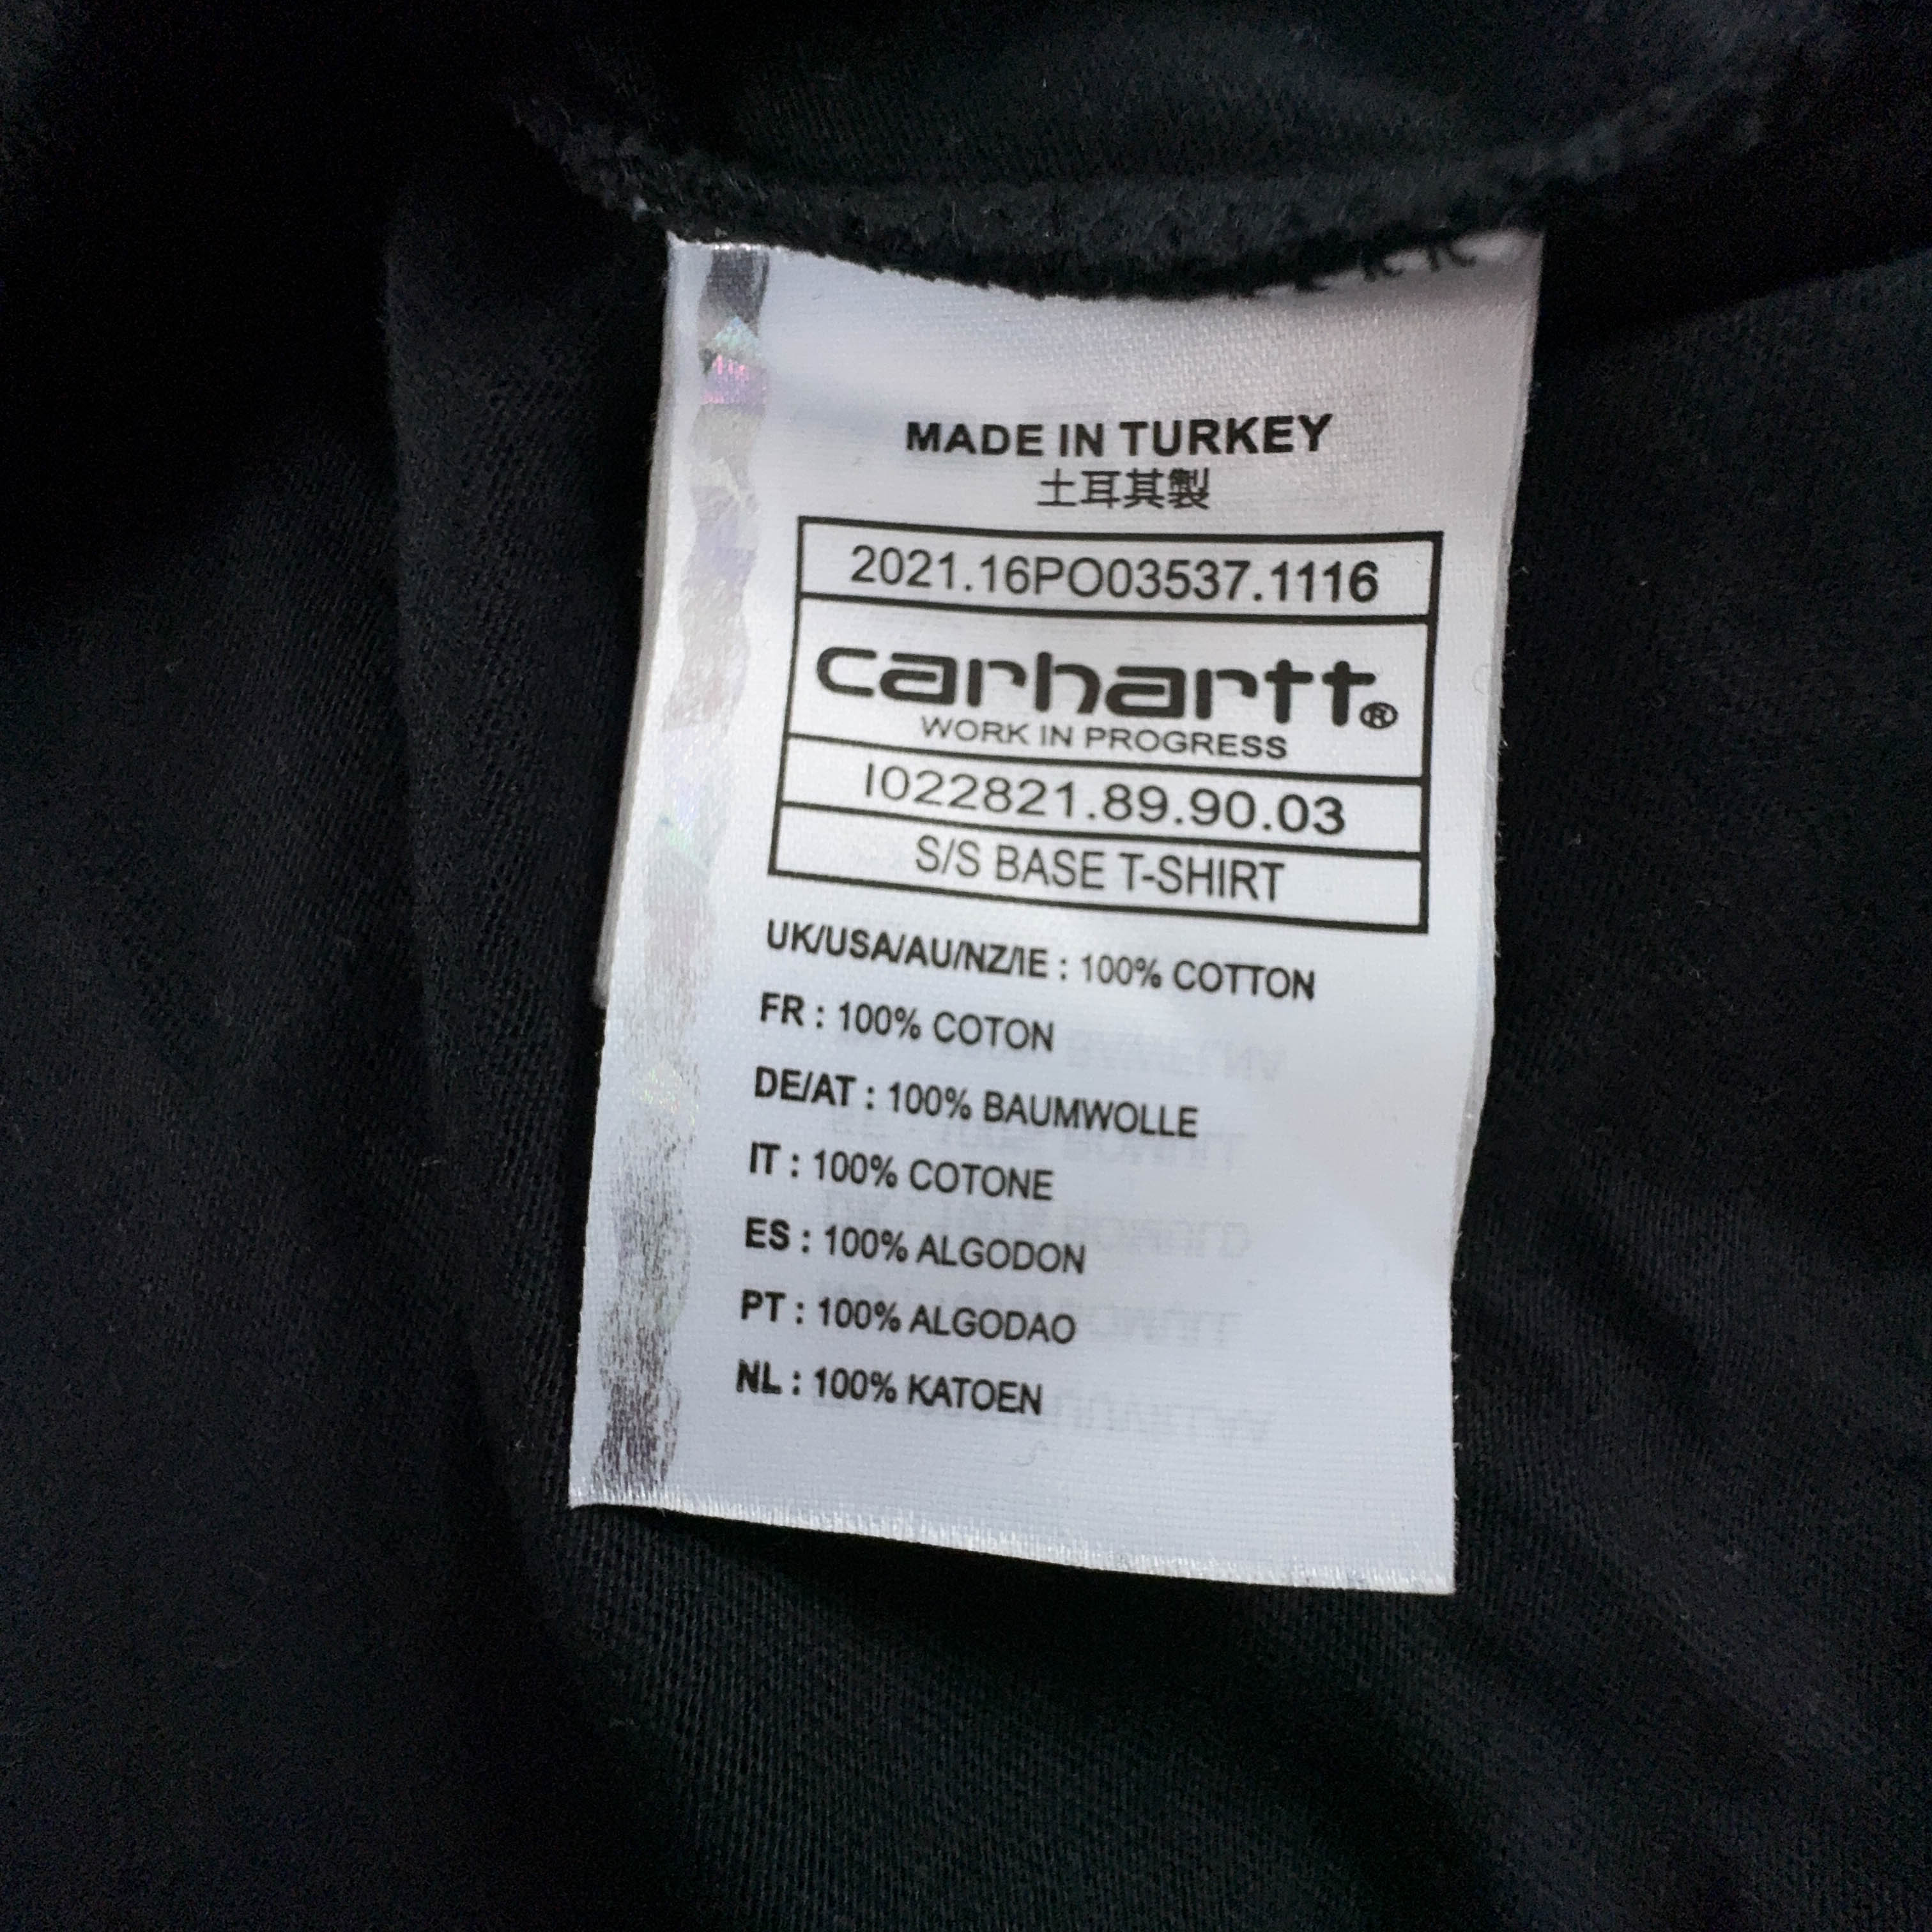 MADE IN TURKEY
土耳其製
2021.16PO03537.1116
carhartt®
WORK IN PROGRESS
I022821.89.90.03
S/S BASE T-SHIRT
UK/USA/AU/NZ/IE : 100% COTTON
FR : 100% COTON
DE/AT : 100% BAUMWOLLE
IT : 100% COTONE
ES : 100% ALGODON
PT : 100% ALGODAO
NL : 100% KATOEN